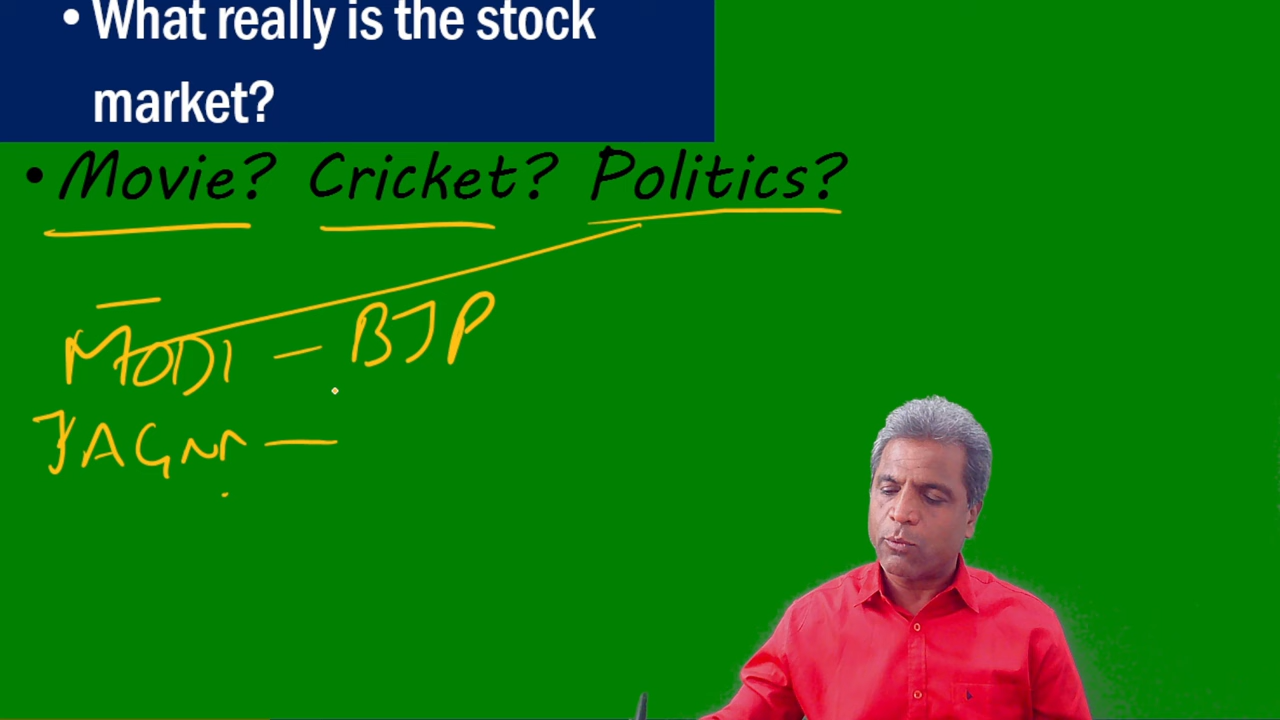 • What really is the stock
market?
• Movie? Cricket? Politics?
MODI - BJP
JAGAN -